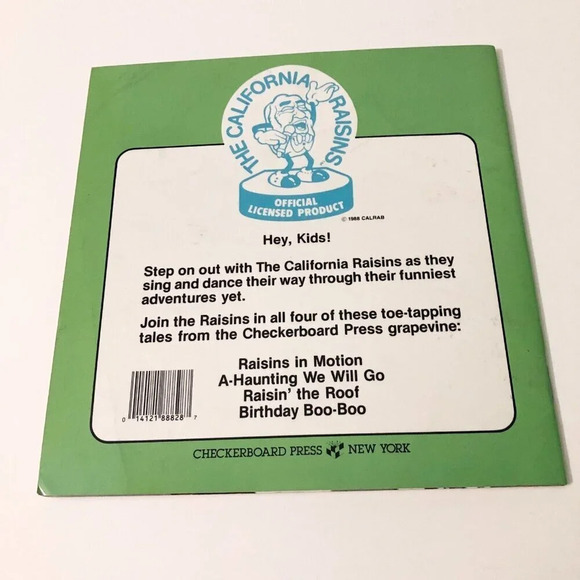 THE CALIFORNIA RAISINS™
OFFICIAL
LICENSED PRODUCT
© 1988 CALRAB
Hey, Kids!
Step on out with The California Raisins as they
sing and dance their way through their funniest
adventures yet.
Join the Raisins in all four of these toe-tapping
tales from the Checkerboard Press grapevine:
Raisins in Motion
A-Haunting We Will Go
Raisin' the Roof
Birthday Boo-Boo
0 14121 88828 7
CHECKERBOARD PRESS NEW YORK